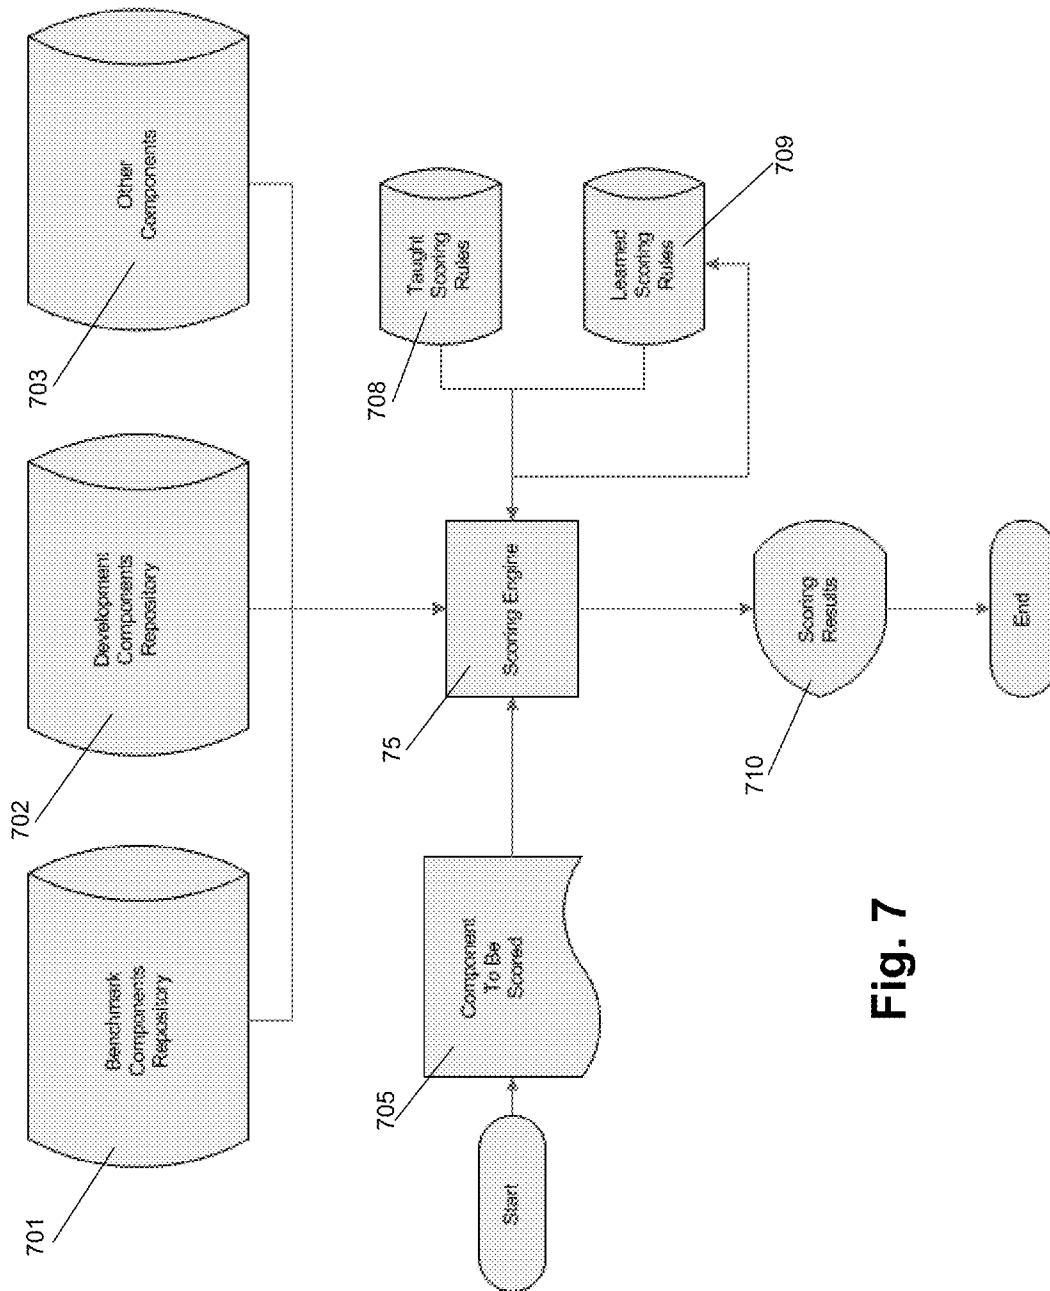 701
Benchmark
Components
Repository
702
Development
Components
Repository
703
Other
Components
Start
705
Component
To Be
Scored
75
Scoring Engine
708
Taught
Scoring
Rules
Learned
Scoring
Rules
709
710
Scoring
Results
End
Fig. 7